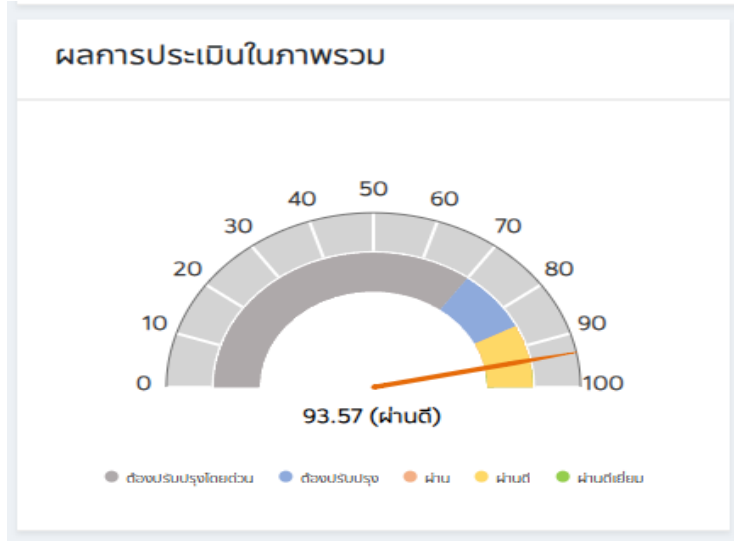 ผลการประเมินในภาพรวม
50
40 60
30 70
20 80
10 90
0 100
93.57 (ผ่านดี)
ต้องปรับปรุงโดยด่วน ต้องปรับปรุง ผ่าน ผ่านดี ผ่านดีเยี่ยม